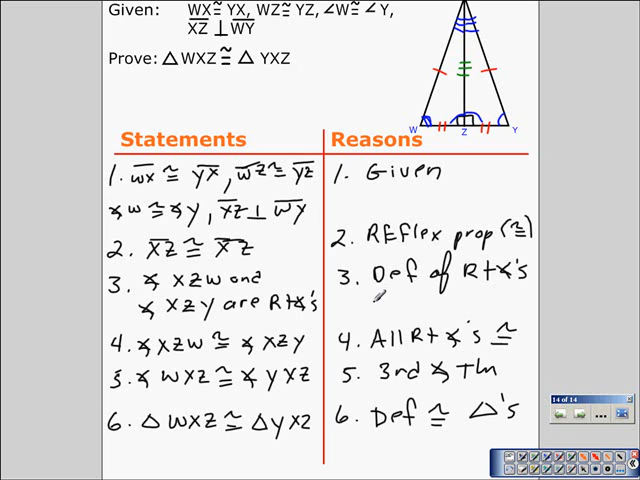 Given: WX ≅ YX, WZ ≅ YZ, ∠W ≅ ∠Y,
XZ ⊥ WY
Prove: △WXZ ≅ △YXZ
W Z Y
Statements Reasons
1. WX ≅ YX, WZ ≅ YZ 1. Given
∡W ≅ ∡Y, XZ ⊥ WY
2. XZ ≅ XZ 2. REflex prop (≅)
3. ∡ XZW and 3. Def of Rt ∡'s
∡ XZY are Rt ∡'s
4. ∡ XZW ≅ ∡ XZY 4. All Rt ∡'s ≅
5. ∡ WXZ ≅ ∡ YXZ 5. 3rd ∡ Thm
6. △ WXZ ≅ △ YXZ 6. Def ≅ △'s
14 of 14